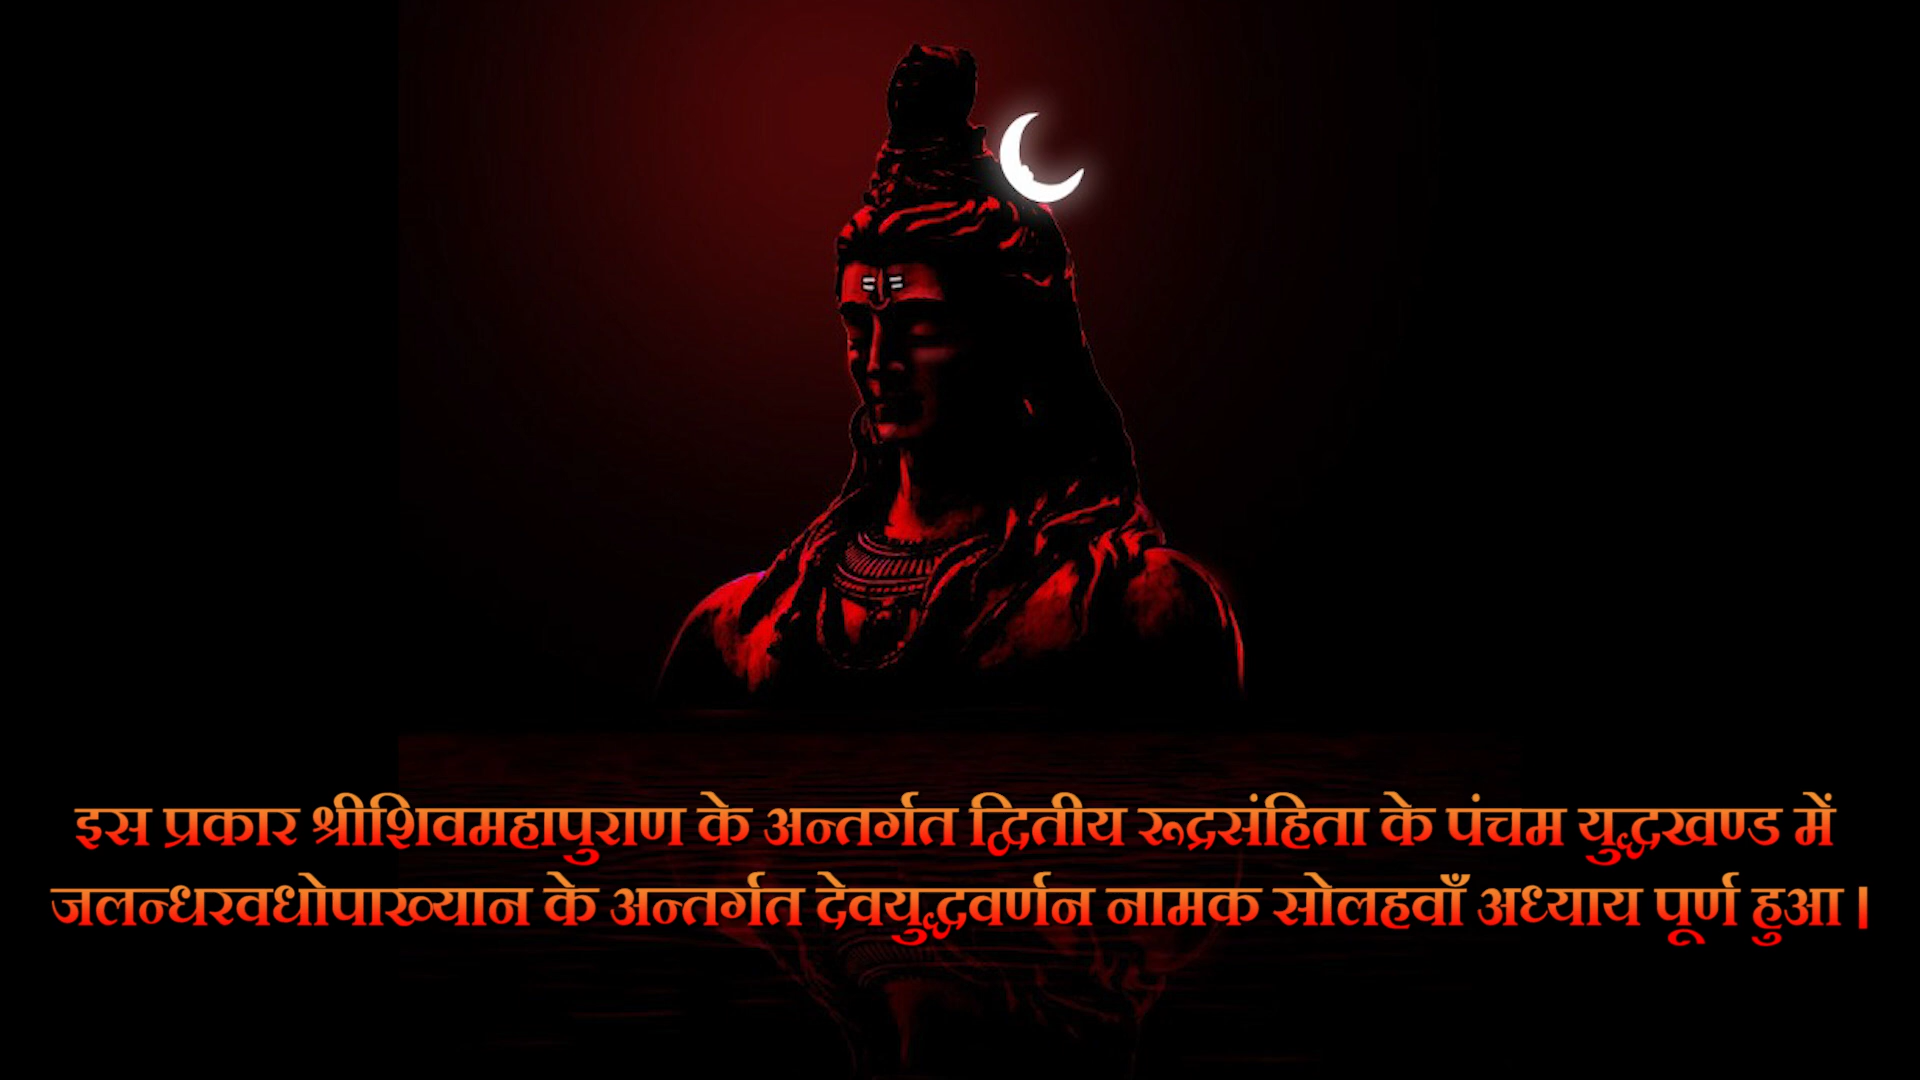 इस प्रकार श्रीशिवमहापुराण के अन्तर्गत द्वितीय रूद्रसंहिता के पंचम युद्धखण्ड में
जलन्धरवधोपाख्यान के अन्तर्गत देवयुद्धवर्णन नामक सोलहवाँ अध्याय पूर्ण हुआ।